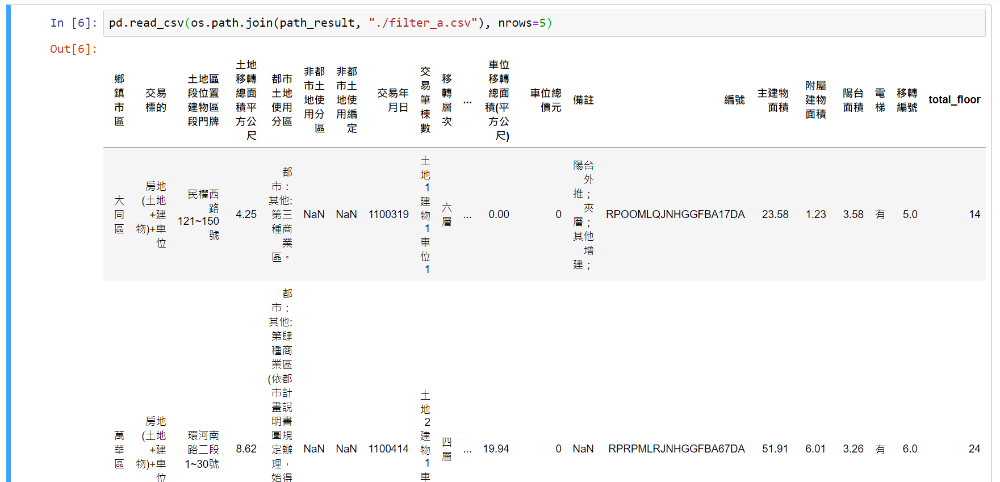 In [6]: pd.read_csv(os.path.join(path_result, "./filter_a.csv"), nrows=5)
Out[6]:
鄉
鎮
市
區
交易
標的
土地區
段位置
建物區
段門牌
土地
移轉
總面
積平
方公
尺
都市
土地
使用
分區
非都
市土
地使
用分
區
非都
市土
地使
用編
定
交易年
月日
交
易
筆
棟
數
移
轉
層
次
...
車位
移轉
總面
積(平
方公
尺)
車位總
價元
備註
編號
主建物
面積
附屬
建物
面積
陽台
面積
電
梯
移轉
編號
total_floor
大
同
區
房地
(土地
+建
物)+車
位
民權西
路
121~150
號
4.25
都
市：
其他:
第三
種商
業
區。
NaN
NaN
1100319
土
地
1
建
物
1
車
位
1
六
層
...
0.00
0
陽台
外
推；
夾
層；
其他
增
建；
RPOOMLQJNHGGFBA17DA
23.58
1.23
3.58
有
5.0
14
萬
華
區
房地
(土地
+建
物)+車
位
環河南
路二段
1~30號
8.62
都
市：
其他:
第肆
種商
業區
(依都
市計
畫說
明書
圖規
定辦
理，
始得
NaN
NaN
1100414
土
地
2
建
物
1
車
四
層
...
19.94
0
NaN
RPRPMLRJNHGGFBA67DA
51.91
6.01
3.26
有
6.0
24